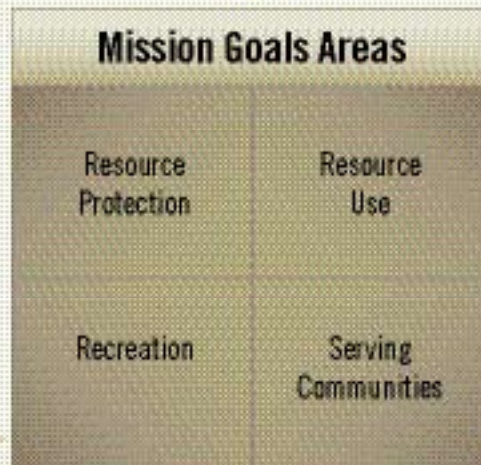 Mission Goals Areas
Resource
Protection
Resource
Use
Recreation
Serving
Communities